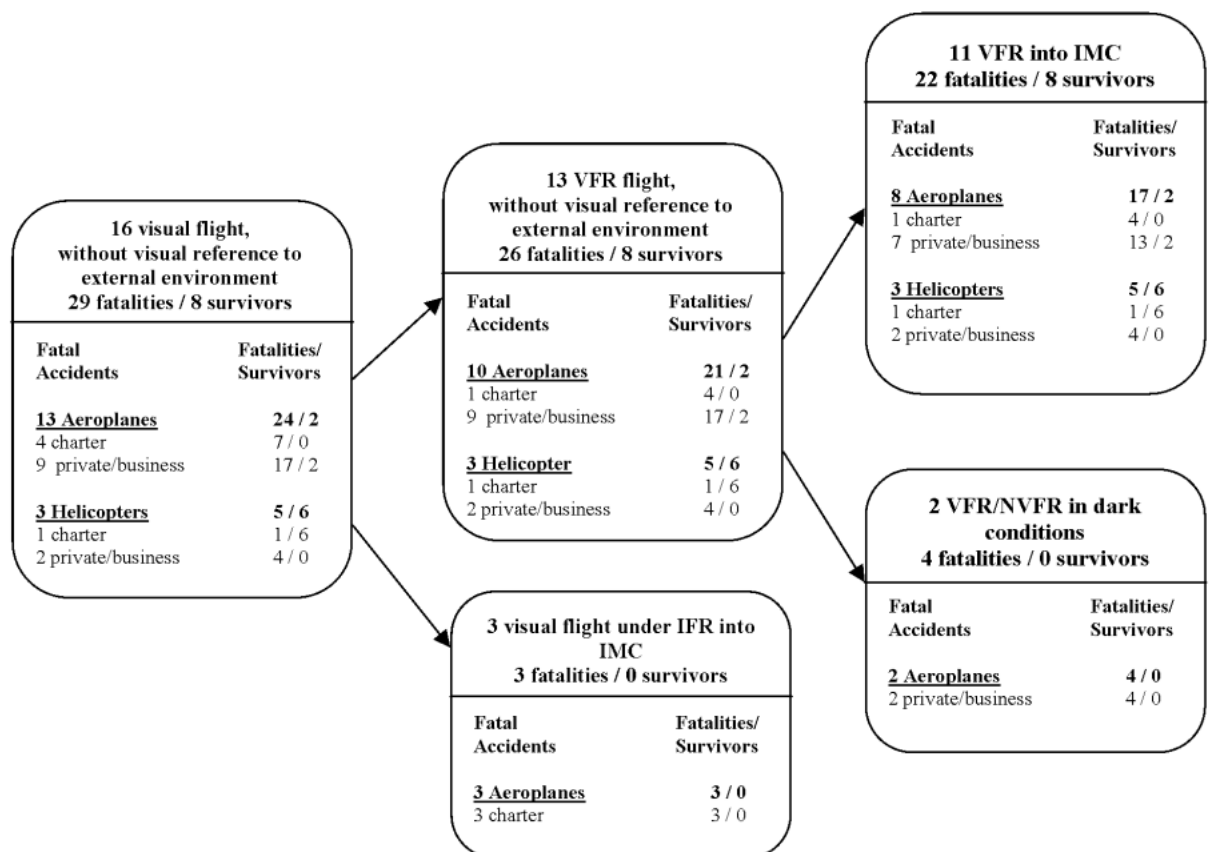 16 visual flight,
without visual reference to
external environment
29 fatalities / 8 survivors
Fatal Fatalities/
Accidents Survivors
13 Aeroplanes 24 / 2
4 charter 7 / 0
9 private/business 17 / 2
3 Helicopters 5 / 6
1 charter 1 / 6
2 private/business 4 / 0
13 VFR flight,
without visual reference to
external environment
26 fatalities / 8 survivors
Fatal Fatalities/
Accidents Survivors
10 Aeroplanes 21 / 2
1 charter 4 / 0
9 private/business 17 / 2
3 Helicopter 5 / 6
1 charter 1 / 6
2 private/business 4 / 0
3 visual flight under IFR into
IMC
3 fatalities / 0 survivors
Fatal Fatalities/
Accidents Survivors
3 Aeroplanes 3 / 0
3 charter 3 / 0
11 VFR into IMC
22 fatalities / 8 survivors
Fatal Fatalities/
Accidents Survivors
8 Aeroplanes 17 / 2
1 charter 4 / 0
7 private/business 13 / 2
3 Helicopters 5 / 6
1 charter 1 / 6
2 private/business 4 / 0
2 VFR/NVFR in dark
conditions
4 fatalities / 0 survivors
Fatal Fatalities/
Accidents Survivors
2 Aeroplanes 4 / 0
2 private/business 4 / 0